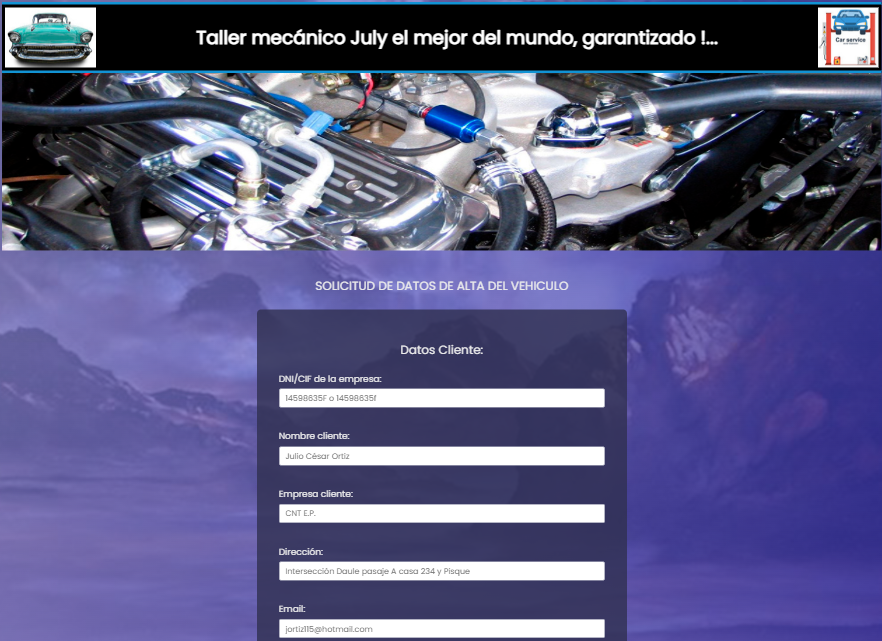 Taller mecánico July el mejor del mundo, garantizado !...
Car service
SOLICITUD DE DATOS DE ALTA DEL VEHICULO
Datos Cliente:
DNI/CIF de la empresa:
14598635F o 14598635f
Nombre cliente:
Julio César Ortiz
Empresa cliente:
CNT E.P.
Dirección:
Intersección Daule pasaje A casa 234 y Pisque
Email:
jortiz115@hotmail.com